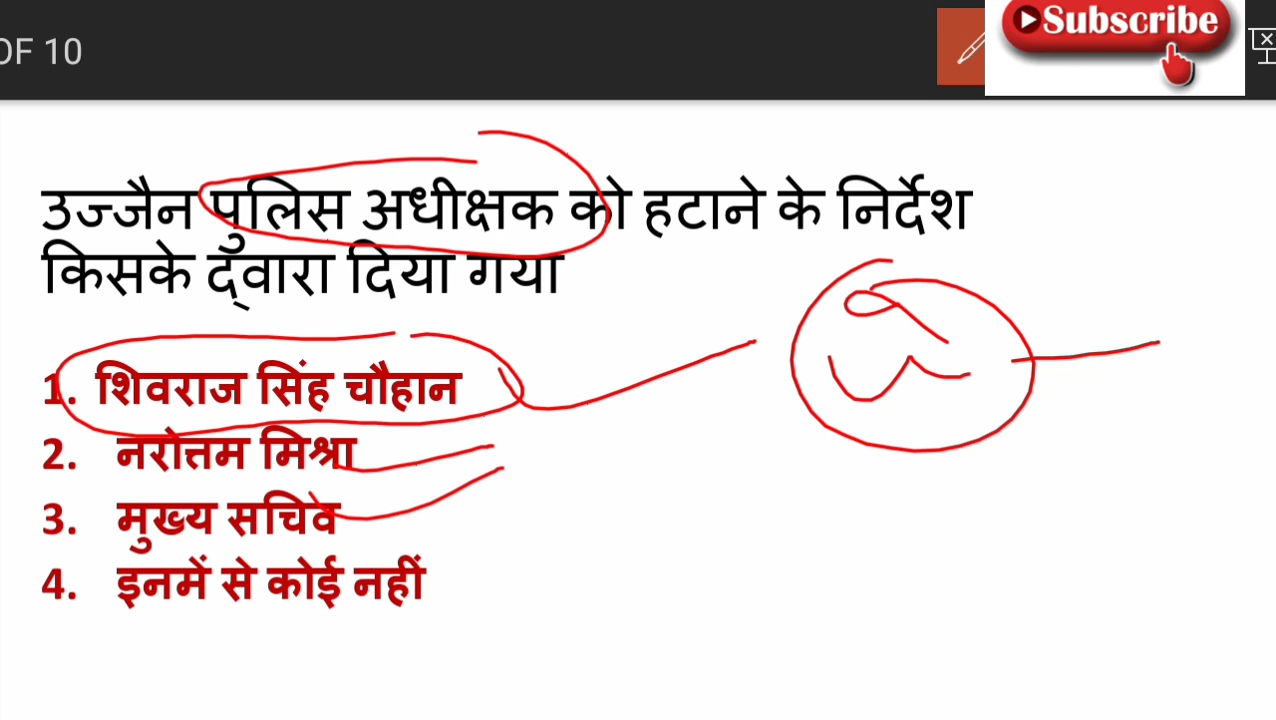 OF 10
Subscribe
उज्जैन पुलिस अधीक्षक को हटाने के निर्देश
किसके द्वारा दिया गया
1. शिवराज सिंह चौहान
2. नरोत्तम मिश्रा
3. मुख्य सचिव
4. इनमें से कोई नहीं